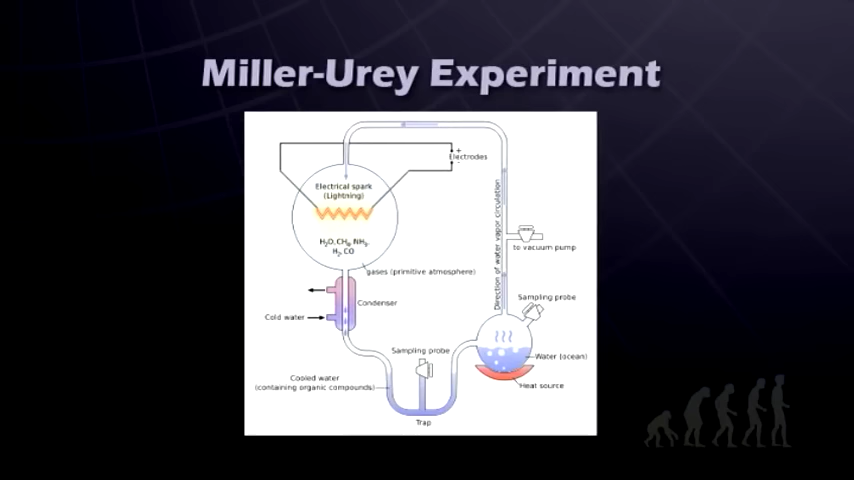 Miller-Urey Experiment
+
Electrodes
-
Electrical spark
(Lightning)
H₂O, CH₄, NH₃,
H₂, CO
gases (primitive atmosphere)
Direction of water vapor circulation
to vacuum pump
Condenser
Cold water
Sampling probe
Sampling probe
Water (ocean)
Heat source
Cooled water
(containing organic compounds)
Trap